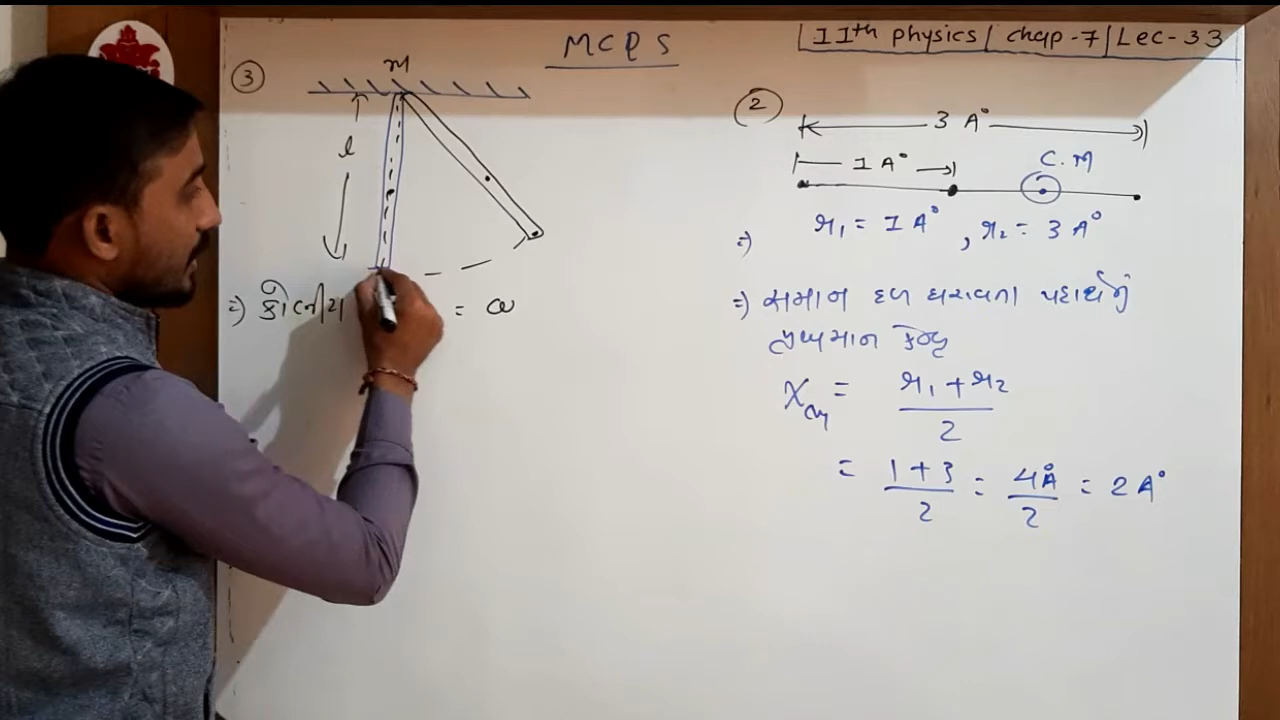 MCQS
11th physics / chap-7 / Lec-33
3
M
l
⇒ કોણીય = ω
2
3 A°
1 A°
C.M
⇒ r₁ = 1 A° , r₂ = 3 A°
⇒ સમાન દળ ધરાવતા પદાર્થનું
દ્રવ્યમાન કેન્દ્ર
X_cm = r₁ + r₂ / 2
= 1 + 3 / 2 = 4 A° / 2 = 2 A°